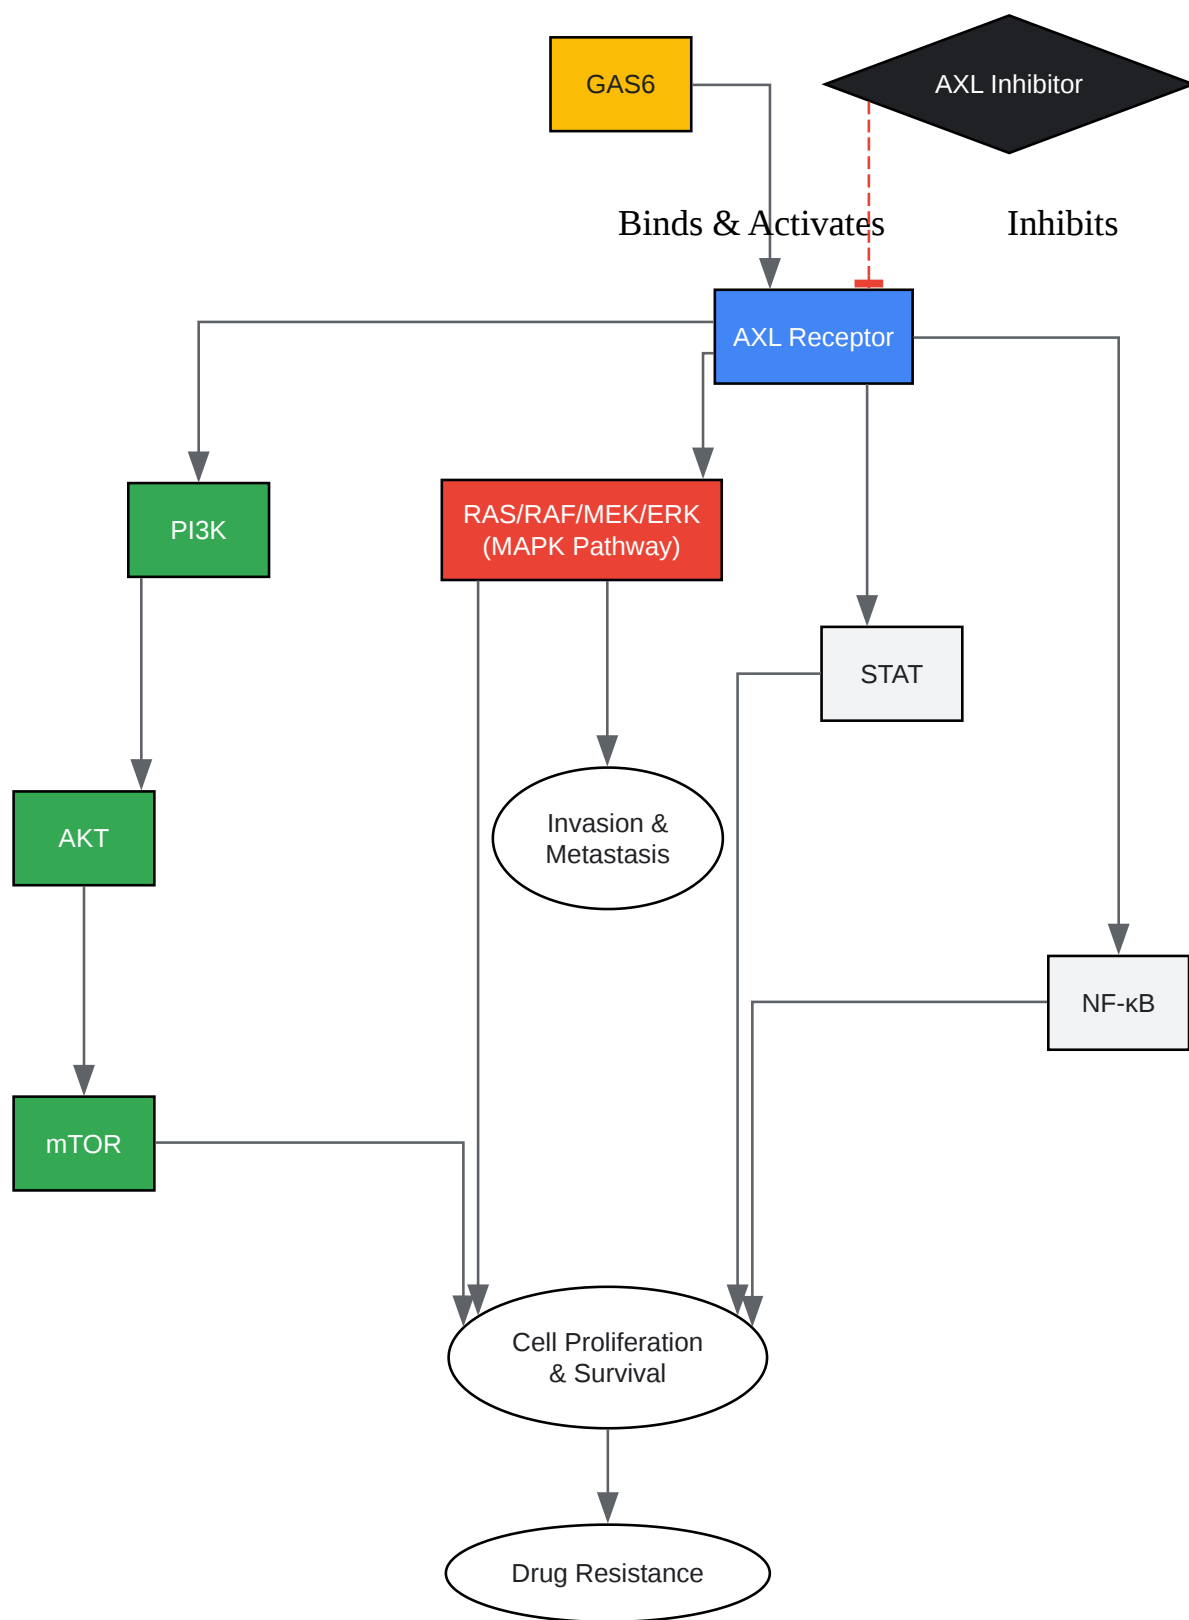 GAS6
AXL Inhibitor
Binds & Activates
Inhibits
AXL Receptor
PI3K
RAS/RAF/MEK/ERK
(MAPK Pathway)
STAT
Invasion &
Metastasis
AKT
NF-κB
mTOR
Cell Proliferation
& Survival
Drug Resistance